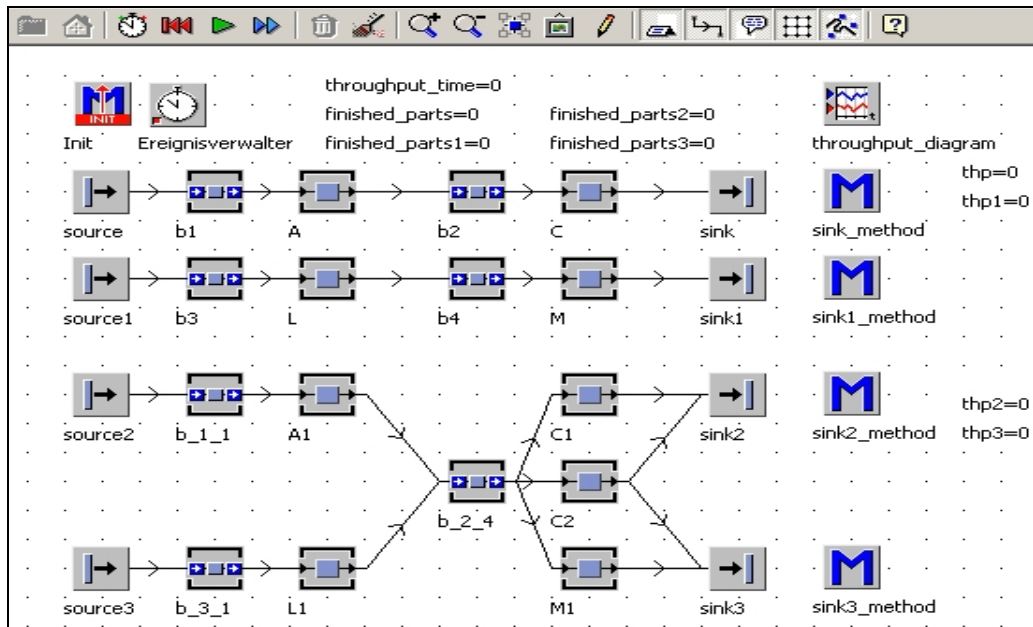 throughput_time=0
INIT
finished_parts=0 finished_parts2=0
Init Ereignisverwalter finished_parts1=0 finished_parts3=0 throughput_diagram
thp=0
thp1=0
source b1 A b2 C sink sink_method
source1 b3 L b4 M sink1 sink1_method
thp2=0
source2 b_1_1 A1 C1 sink2 sink2_method thp3=0
b_2_4 C2
source3 b_3_1 L1 M1 sink3 sink3_method